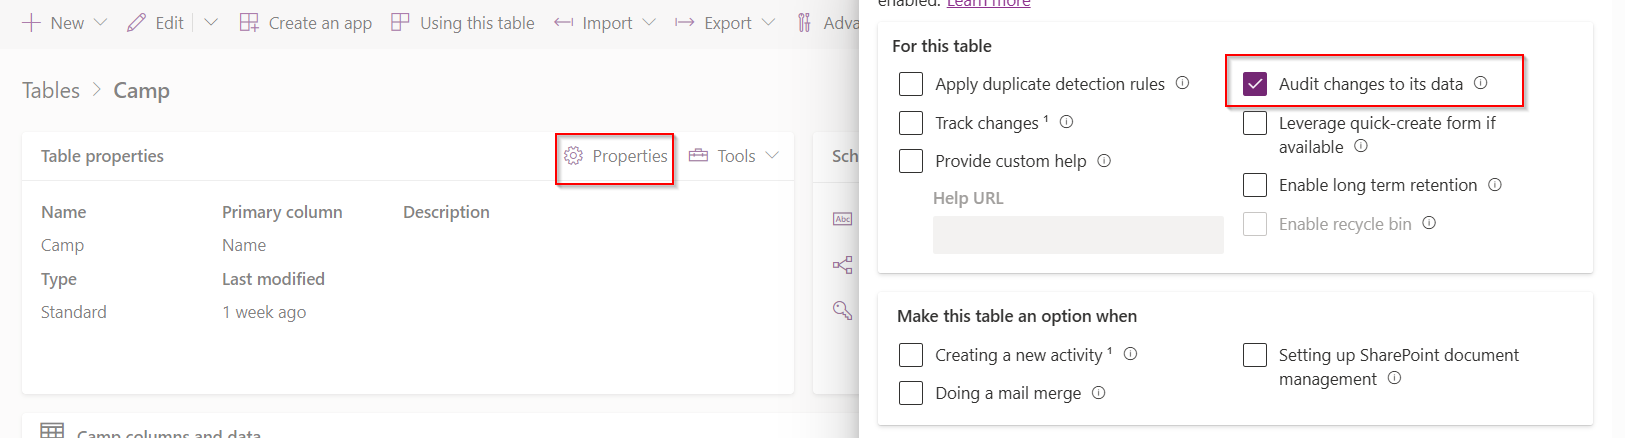 New Edit Create an app Using this table Import Export Adva
Tables > Camp
Table properties Properties Tools
Name Primary column Description
Camp Name
Type Last modified
Standard 1 week ago
Camp columns and data
Sch
Abc
enabled. Learn more
For this table
Apply duplicate detection rules
Audit changes to its data
Track changes ¹
Leverage quick-create form if
available
Provide custom help
Help URL
Enable long term retention
Enable recycle bin
Make this table an option when
Creating a new activity ¹
Setting up SharePoint document
management
Doing a mail merge